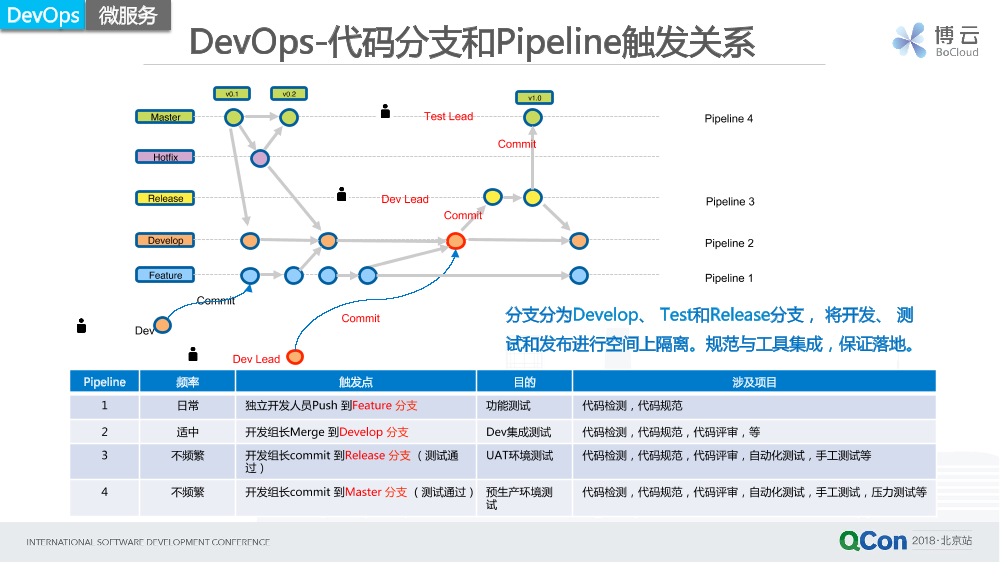 DevOps 微服务
DevOps-代码分支和Pipeline触发关系
博云
BoCloud
v0.1 v0.2 v1.0
Master Test Lead Pipeline 4
Commit
Hotfix
Release Dev Lead Pipeline 3
Commit
Develop Pipeline 2
Feature Pipeline 1
Commit
Commit
Dev
Dev Lead
分支分为Develop、 Test和Release分支， 将开发、 测
试和发布进行空间上隔离。规范与工具集成，保证落地。
Pipeline 频率 触发点 目的 涉及项目
1 日常 独立开发人员Push 到Feature 分支 功能测试 代码检测，代码规范
2 适中 开发组长Merge 到Develop 分支 Dev集成测试 代码检测，代码规范，代码评审，等
3 不频繁 开发组长commit 到Release 分支（测试通 UAT环境测试 代码检测，代码规范，代码评审，自动化测试，手工测试等
过）
4 不频繁 开发组长commit 到Master 分支（测试通过） 预生产环境测 代码检测，代码规范，代码评审，自动化测试，手工测试，压力测试等
试
INTERNATIONAL SOFTWARE DEVELOPMENT CONFERENCE
QCon 2018·北京站